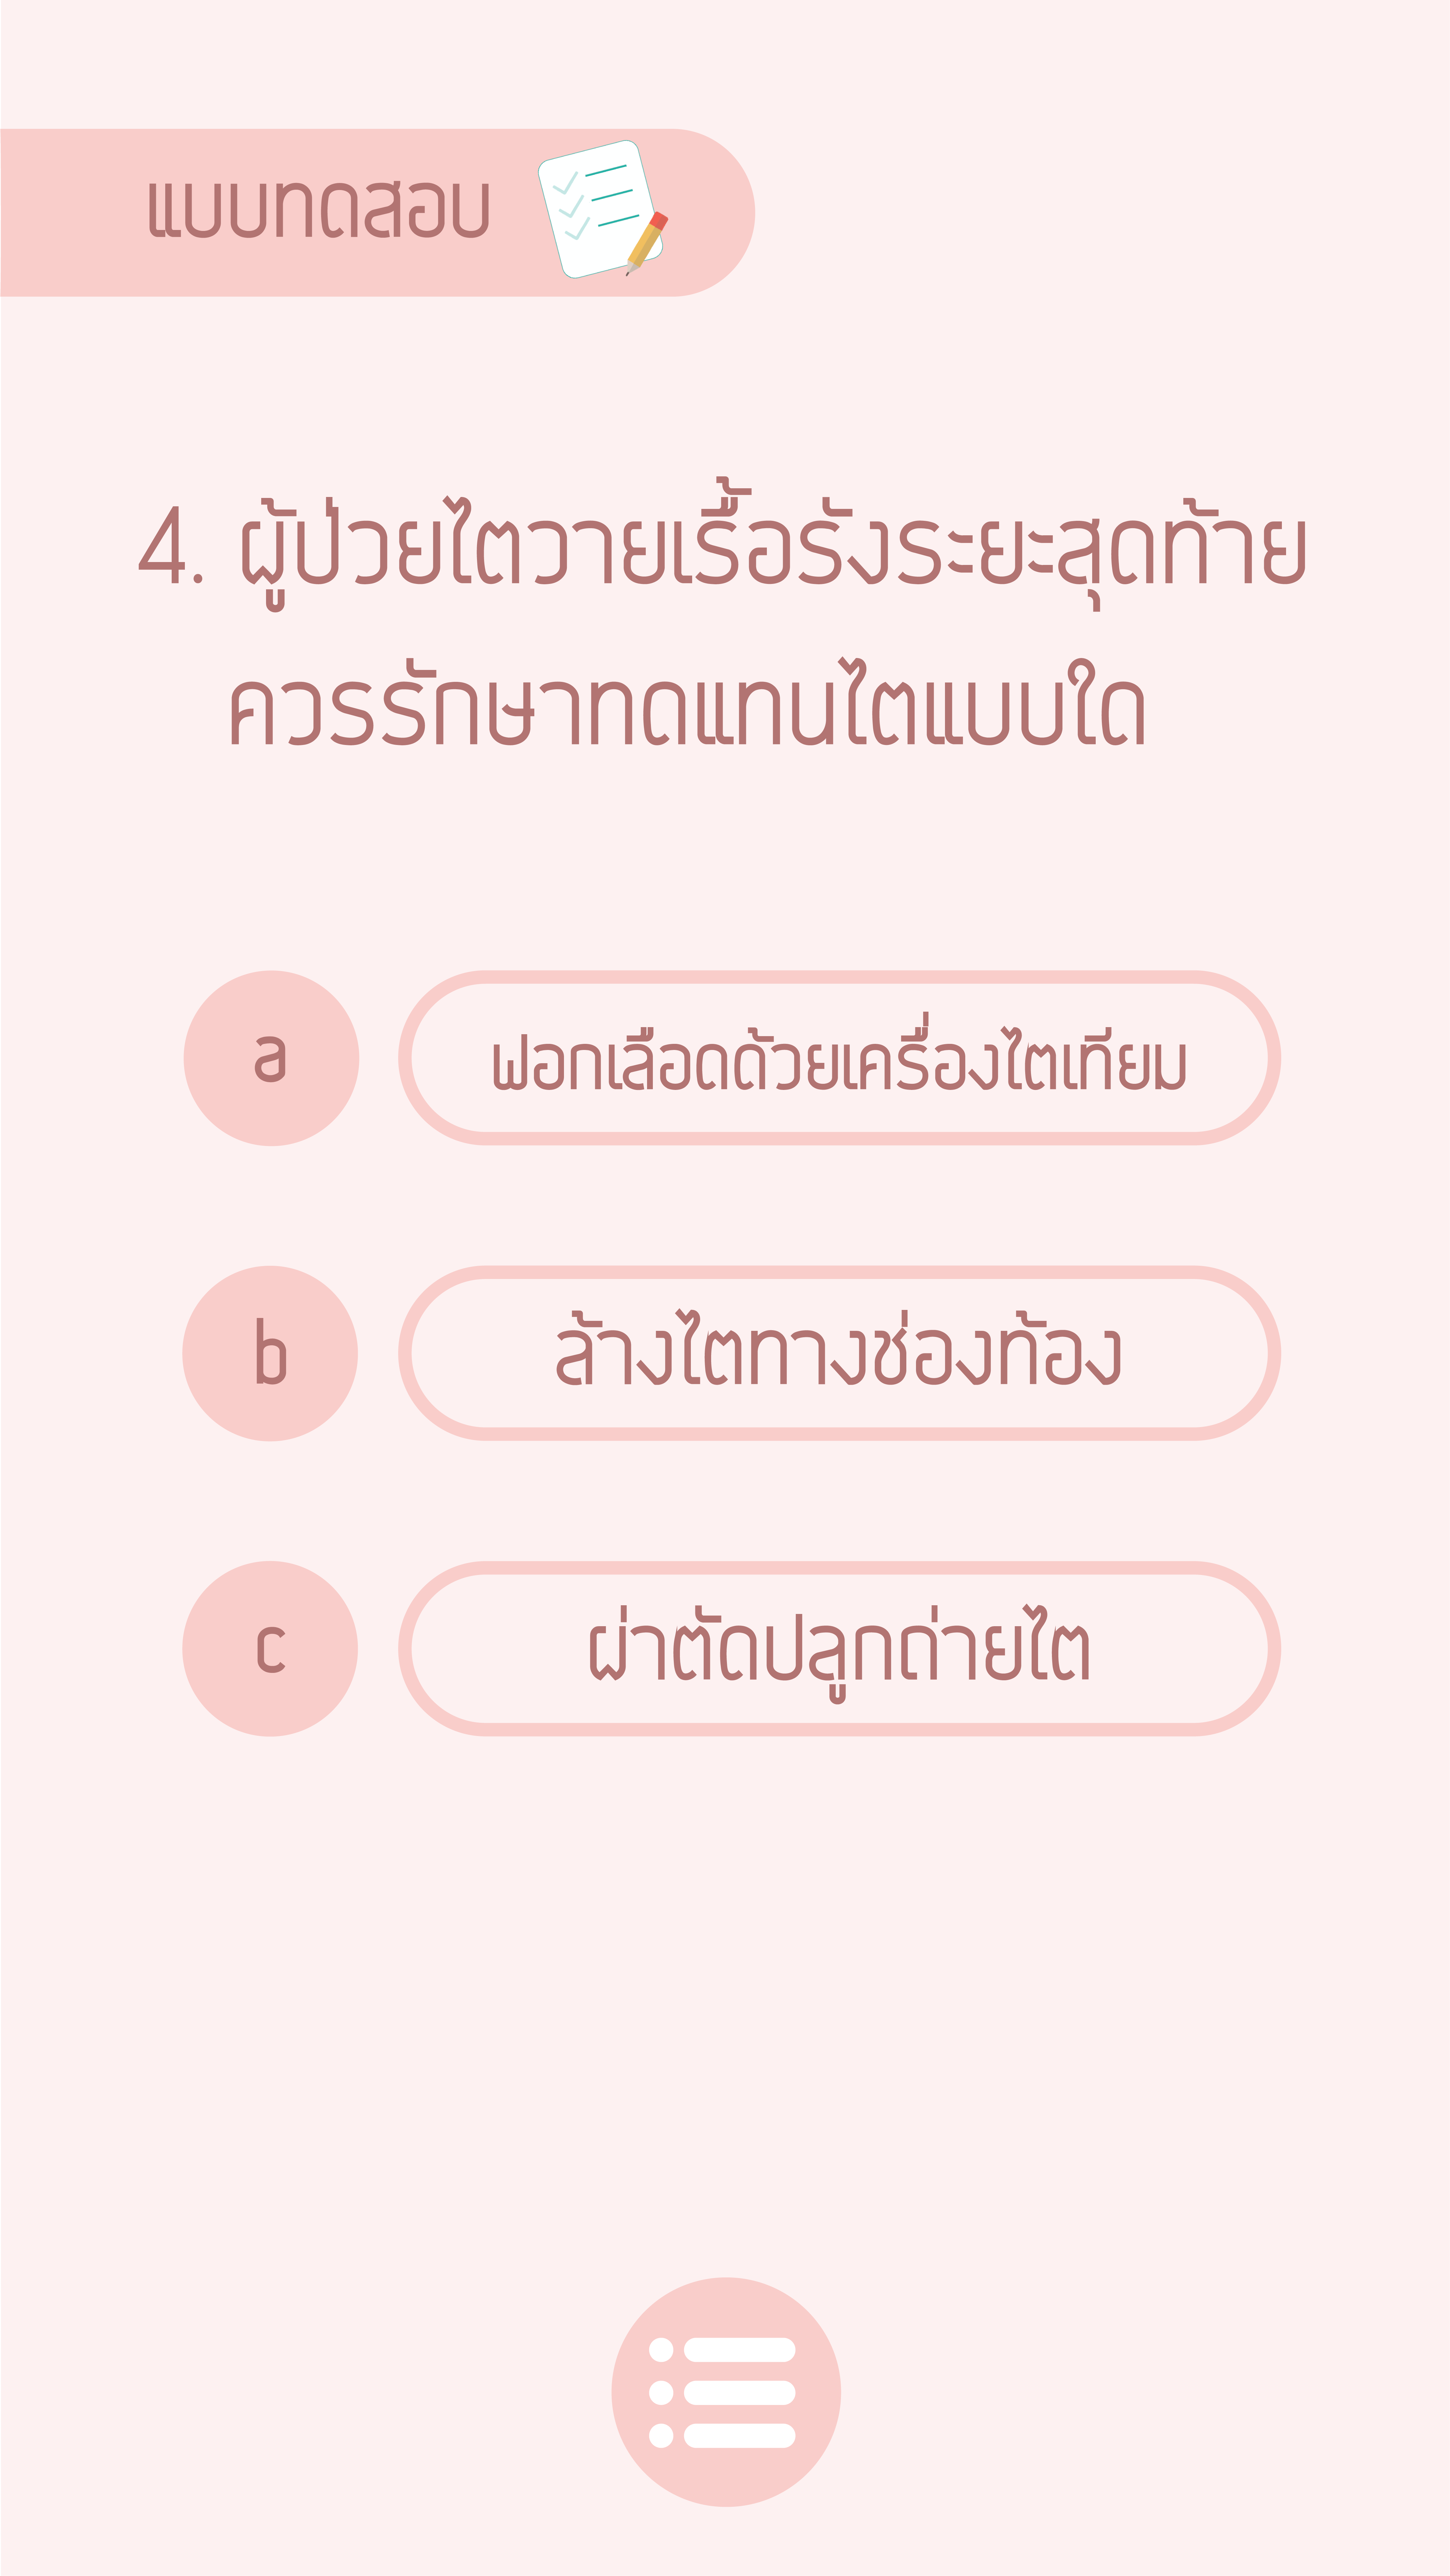 แบบทดสอบ
4. ผู้ป่วยไตวายเรื้อรังระยะสุดท้าย
ควรรักษาทดแทนไตแบบใด
a ฟอกเลือดด้วยเครื่องไตเทียม
b ล้างไตทางช่องท้อง
c ผ่าตัดปลูกถ่ายไต